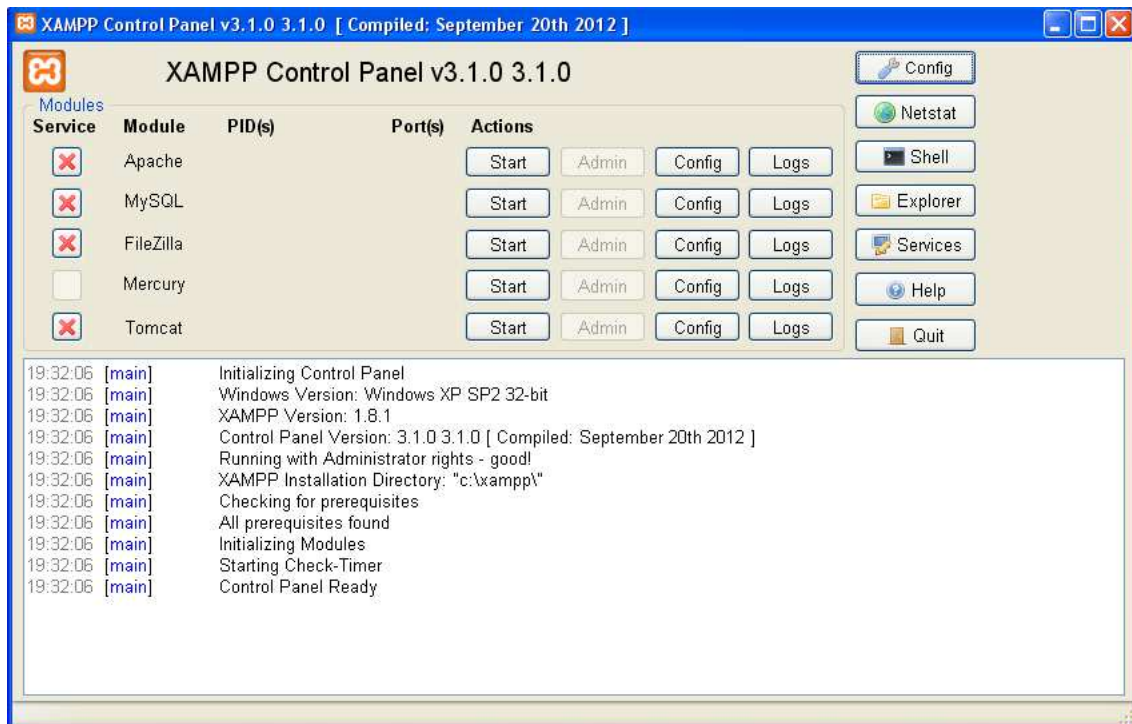 XAMPP Control Panel v3.1.0 3.1.0 [ Compiled: September 20th 2012 ]
XAMPP Control Panel v3.1.0 3.1.0
Config
Modules
Netstat
Service Module PID(s) Port(s) Actions
Apache Start Admin Config Logs
Shell
MySQL Start Admin Config Logs
Explorer
FileZilla Start Admin Config Logs
Services
Mercury Start Admin Config Logs
Help
Tomcat Start Admin Config Logs
Quit
19:32:06 [main] Initializing Control Panel
19:32:06 [main] Windows Version: Windows XP SP2 32-bit
19:32:06 [main] XAMPP Version: 1.8.1
19:32:06 [main] Control Panel Version: 3.1.0 3.1.0 [ Compiled: September 20th 2012 ]
19:32:06 [main] Running with Administrator rights - good!
19:32:06 [main] XAMPP Installation Directory: "c:\xampp\"
19:32:06 [main] Checking for prerequisites
19:32:06 [main] All prerequisites found
19:32:06 [main] Initializing Modules
19:32:06 [main] Starting Check-Timer
19:32:06 [main] Control Panel Ready